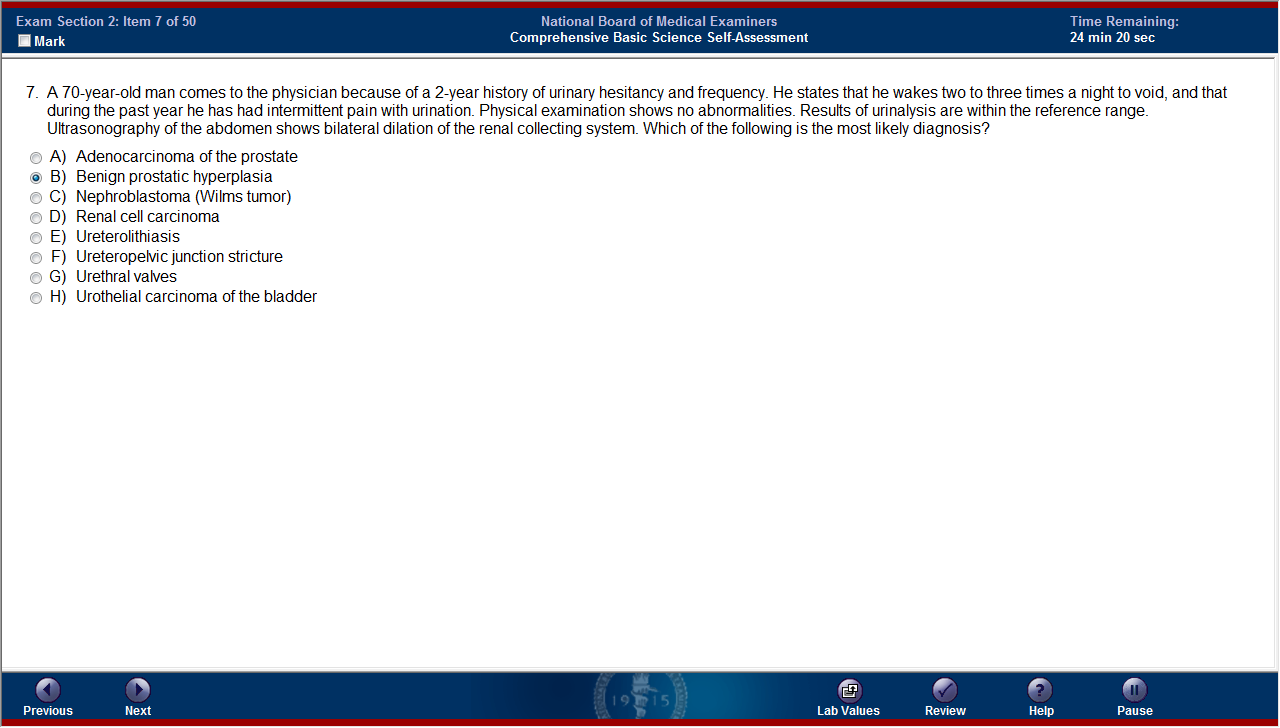 Exam Section 2: Item 7 of 50
National Board of Medical Examiners
Time Remaining:
Mark
Comprehensive Basic Science Self-Assessment
24 min 20 sec
7. A 70-year-old man comes to the physician because of a 2-year history of urinary hesitancy and frequency. He states that he wakes two to three times a night to void, and that
during the past year he has had intermittent pain with urination. Physical examination shows no abnormalities. Results of urinalysis are within the reference range.
Ultrasonography of the abdomen shows bilateral dilation of the renal collecting system. Which of the following is the most likely diagnosis?
A) Adenocarcinoma of the prostate
B) Benign prostatic hyperplasia
C) Nephroblastoma (Wilms tumor)
D) Renal cell carcinoma
E) Ureterolithiasis
F) Ureteropelvic junction stricture
G) Urethral valves
H) Urothelial carcinoma of the bladder
1915
Previous
Next
Lab Values
Review
Help
Pause